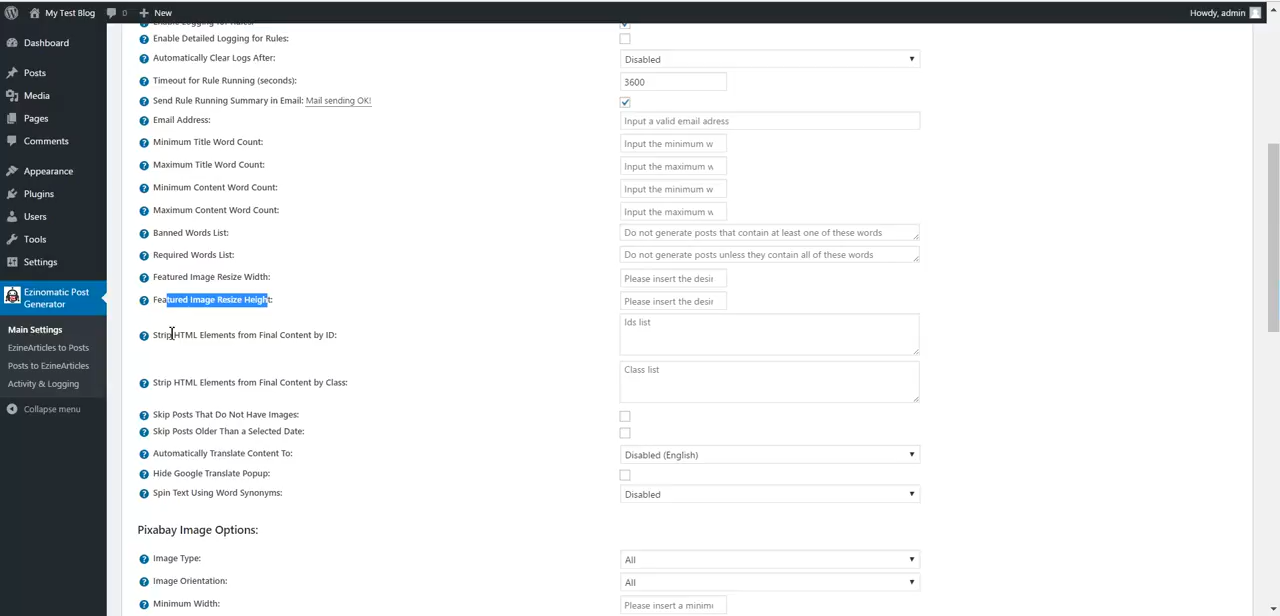 My Test Blog 0 New Howdy, admin
Dashboard
Posts
Media
Pages
Comments
Appearance
Plugins
Users
Tools
Settings
Ezinomatic Post
Generator
Main Settings
EzineArticles to Posts
Posts to EzineArticles
Activity & Logging
Collapse menu
Enable Logging for Rules:
Enable Detailed Logging for Rules:
Automatically Clear Logs After: Disabled
Timeout for Rule Running (seconds): 3600
Send Rule Running Summary in Email: Mail sending OK!
Email Address: Input a valid email adress
Minimum Title Word Count: Input the minimum w
Maximum Title Word Count: Input the maximum w
Minimum Content Word Count: Input the minimum w
Maximum Content Word Count: Input the maximum w
Banned Words List: Do not generate posts that contain at least one of these words
Required Words List: Do not generate posts unless they contain all of these words
Featured Image Resize Width: Please insert the desir
Featured Image Resize Height: Please insert the desir
Strip HTML Elements from Final Content by ID: Ids list
Strip HTML Elements from Final Content by Class: Class list
Skip Posts That Do Not Have Images:
Skip Posts Older Than a Selected Date:
Automatically Translate Content To: Disabled (English)
Hide Google Translate Popup:
Spin Text Using Word Synonyms: Disabled
Pixabay Image Options:
Image Type: All
Image Orientation: All
Minimum Width: Please insert a minimu